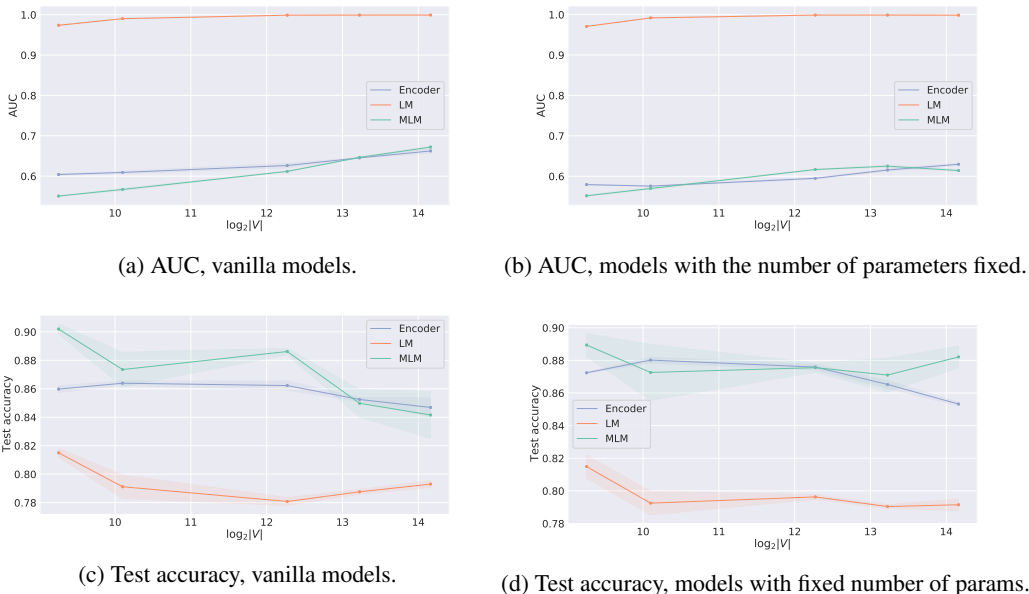 1.0
0.9
0.8
0.7
0.6
AUC
Encoder
LM
MLM
10 11 12 13 14
log₂|V|
(a) AUC, vanilla models.
1.0
0.9
0.8
0.7
0.6
AUC
Encoder
LM
MLM
10 11 12 13 14
log₂|V|
(b) AUC, models with the number of parameters fixed.
0.90
0.88
0.86
0.84
0.82
0.80
0.78
Test accuracy
Encoder
LM
MLM
10 11 12 13 14
log₂|V|
(c) Test accuracy, vanilla models.
0.90
0.88
0.86
0.84
0.82
0.80
0.78
Test accuracy
Encoder
LM
MLM
10 11 12 13 14
log₂|V|
(d) Test accuracy, models with fixed number of params.